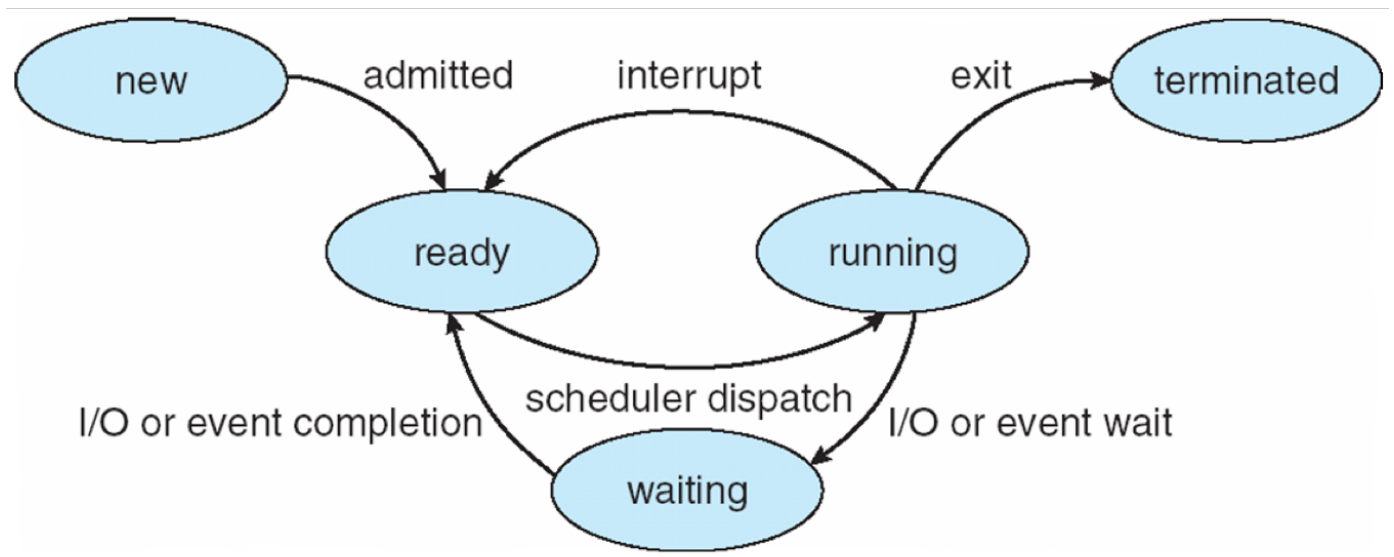 new
admitted
interrupt
exit
terminated
ready
running
scheduler dispatch
I/O or event completion
I/O or event wait
waiting